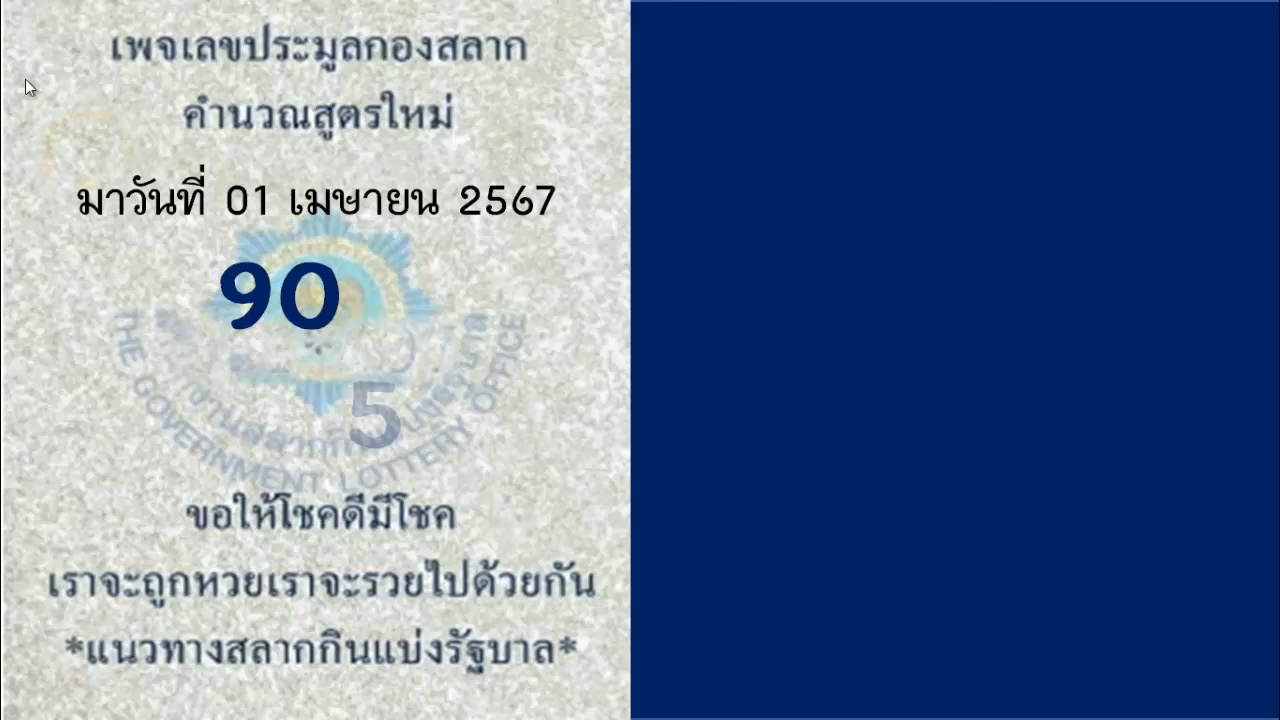 เพจเลขประมูลกองสลาก
คำนวณสูตรใหม่
มาวันที่ 01 เมษายน 2567
90
5
THE GOVERNMENT LOTTERY OFFICE
ขอให้โชคดีมีโชค
เราจะถูกหวยเราจะรวยไปด้วยกัน
*แนวทางสลากกินแบ่งรัฐบาล*